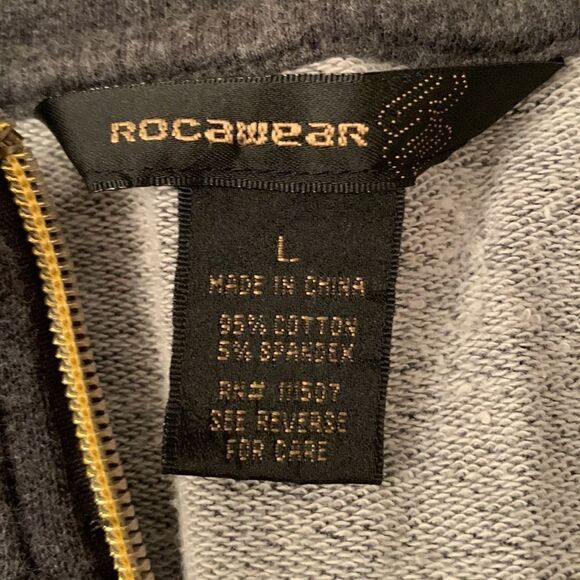 ROCAWEAR
L
MADE IN CHINA
95% COTTON
5% SPANDEX
RN# 111507
SEE REVERSE
FOR CARE